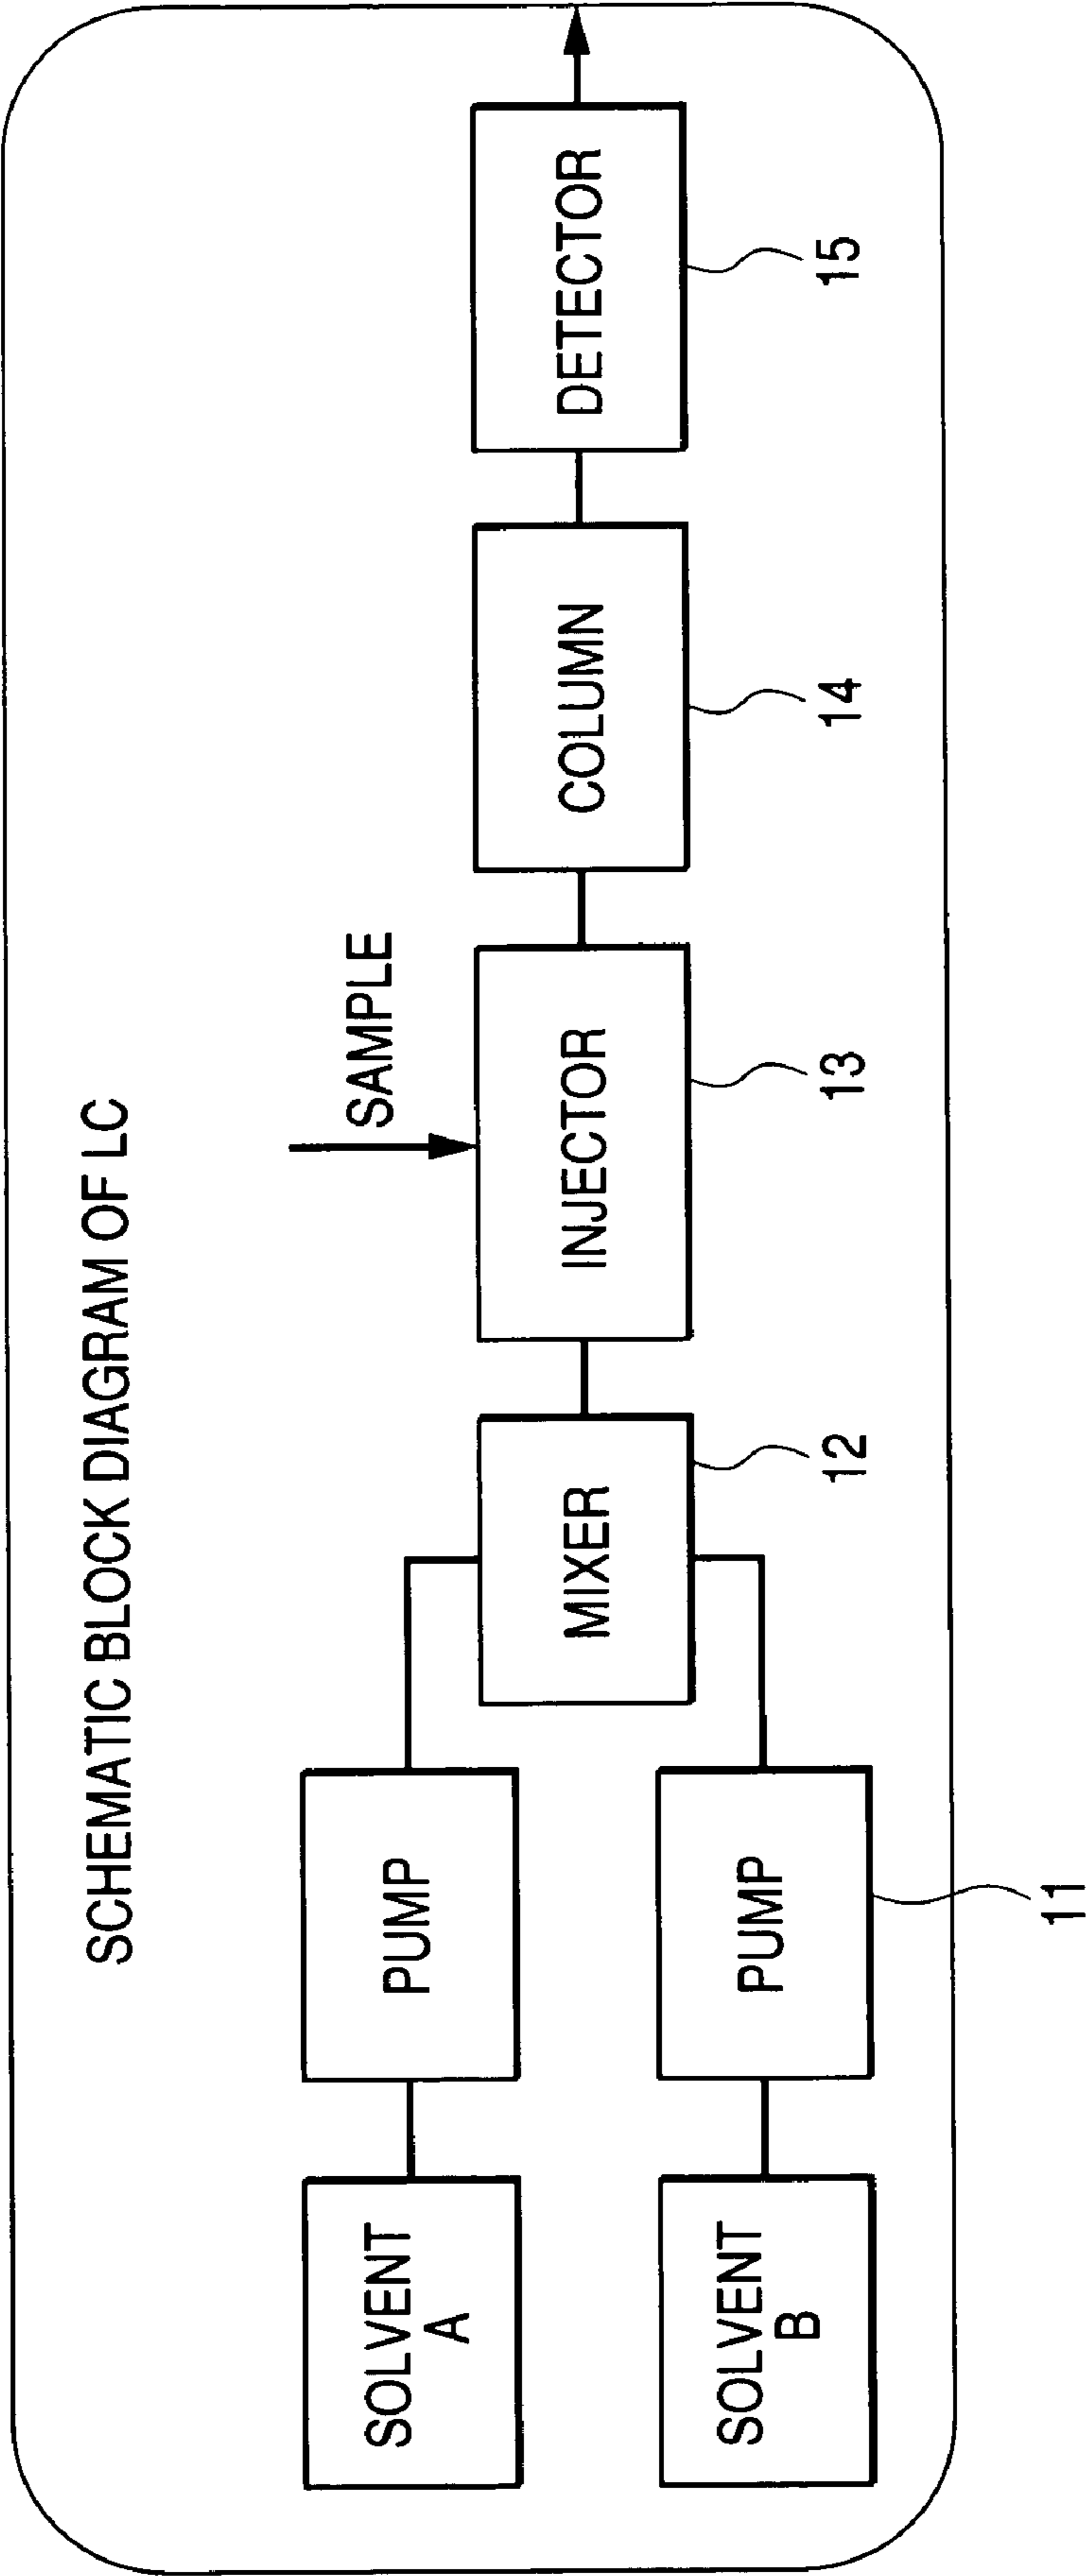 SCHEMATIC BLOCK DIAGRAM OF LC
SAMPLE
SOLVENT
A
PUMP
MIXER
INJECTOR
COLUMN
DETECTOR
12
13
14
15
SOLVENT
B
PUMP
11